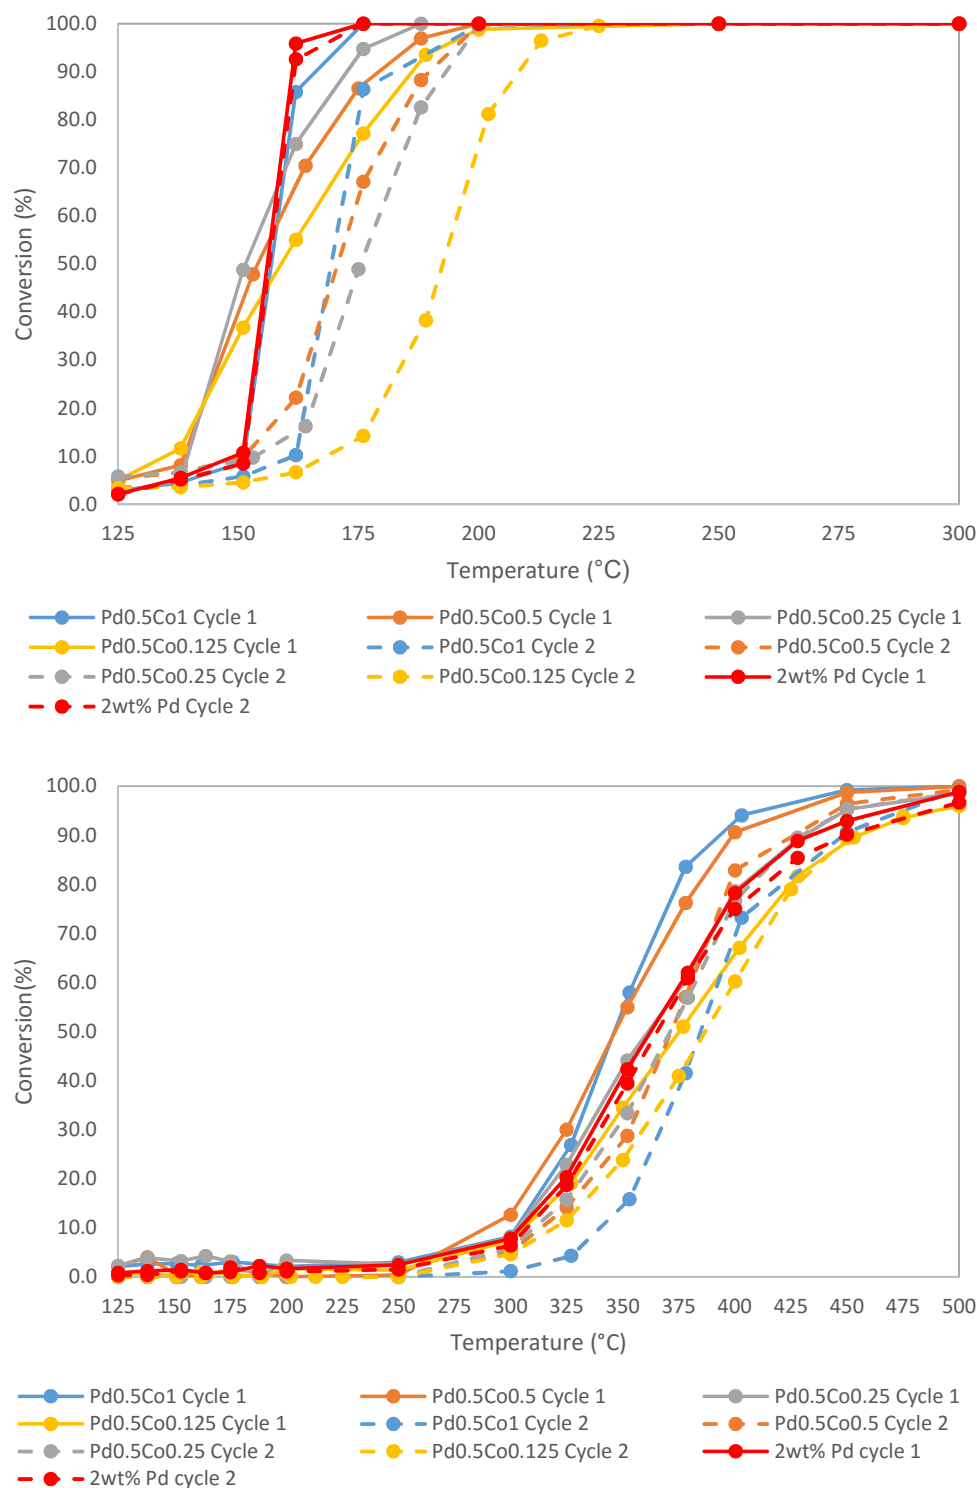 100.0
90.0
80.0
70.0
60.0
50.0
40.0
30.0
20.0
10.0
0.0
Conversion (%)
125 150 175 200 225 250 275 300
Temperature (°C)
Pd0.5Co1 Cycle 1 Pd0.5Co0.5 Cycle 1 Pd0.5Co0.25 Cycle 1
Pd0.5Co0.125 Cycle 1 Pd0.5Co1 Cycle 2 Pd0.5Co0.5 Cycle 2
Pd0.5Co0.25 Cycle 2 Pd0.5Co0.125 Cycle 2 2wt% Pd Cycle 1
2wt% Pd Cycle 2
100.0
90.0
80.0
70.0
60.0
50.0
40.0
30.0
20.0
10.0
0.0
Conversion(%)
125 150 175 200 225 250 275 300 325 350 375 400 425 450 475 500
Temperature (°C)
Pd0.5Co1 Cycle 1 Pd0.5Co0.5 Cycle 1 Pd0.5Co0.25 Cycle 1
Pd0.5Co0.125 Cycle 1 Pd0.5Co1 Cycle 2 Pd0.5Co0.5 Cycle 2
Pd0.5Co0.25 Cycle 2 Pd0.5Co0.125 Cycle 2 2wt% Pd cycle 1
2wt% Pd cycle 2